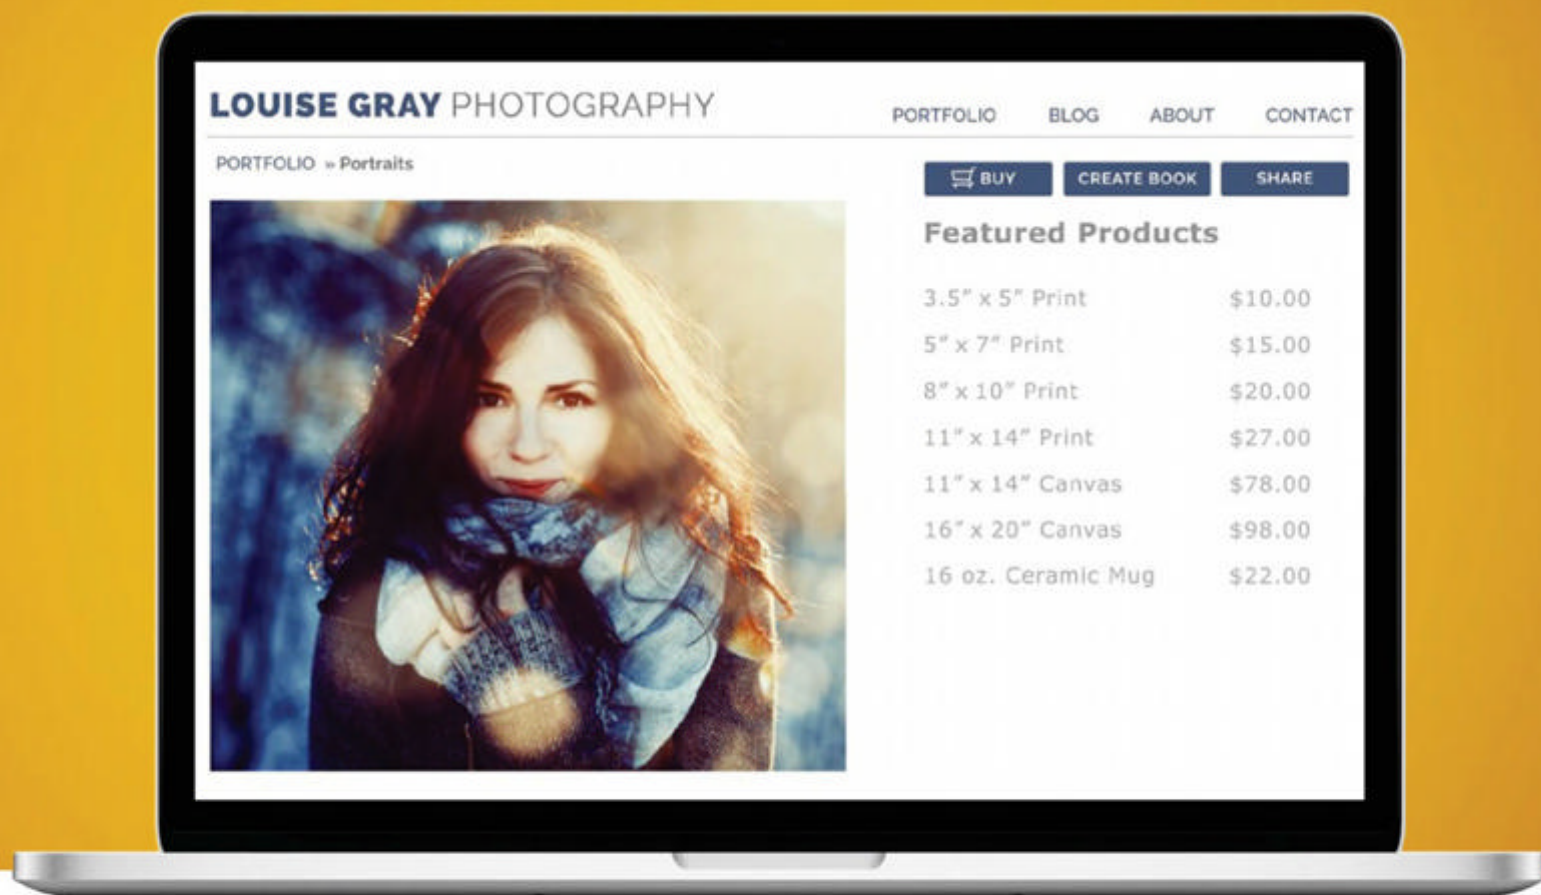 LOUISE GRAY PHOTOGRAPHY
PORTFOLIO BLOG ABOUT CONTACT
PORTFOLIO » Portraits
BUY CREATE BOOK SHARE
Featured Products
3.5" x 5" Print $10.00
5" x 7" Print $15.00
8" x 10" Print $20.00
11" x 14" Print $27.00
11" x 14" Canvas $78.00
16" x 20" Canvas $98.00
16 oz. Ceramic Mug $22.00